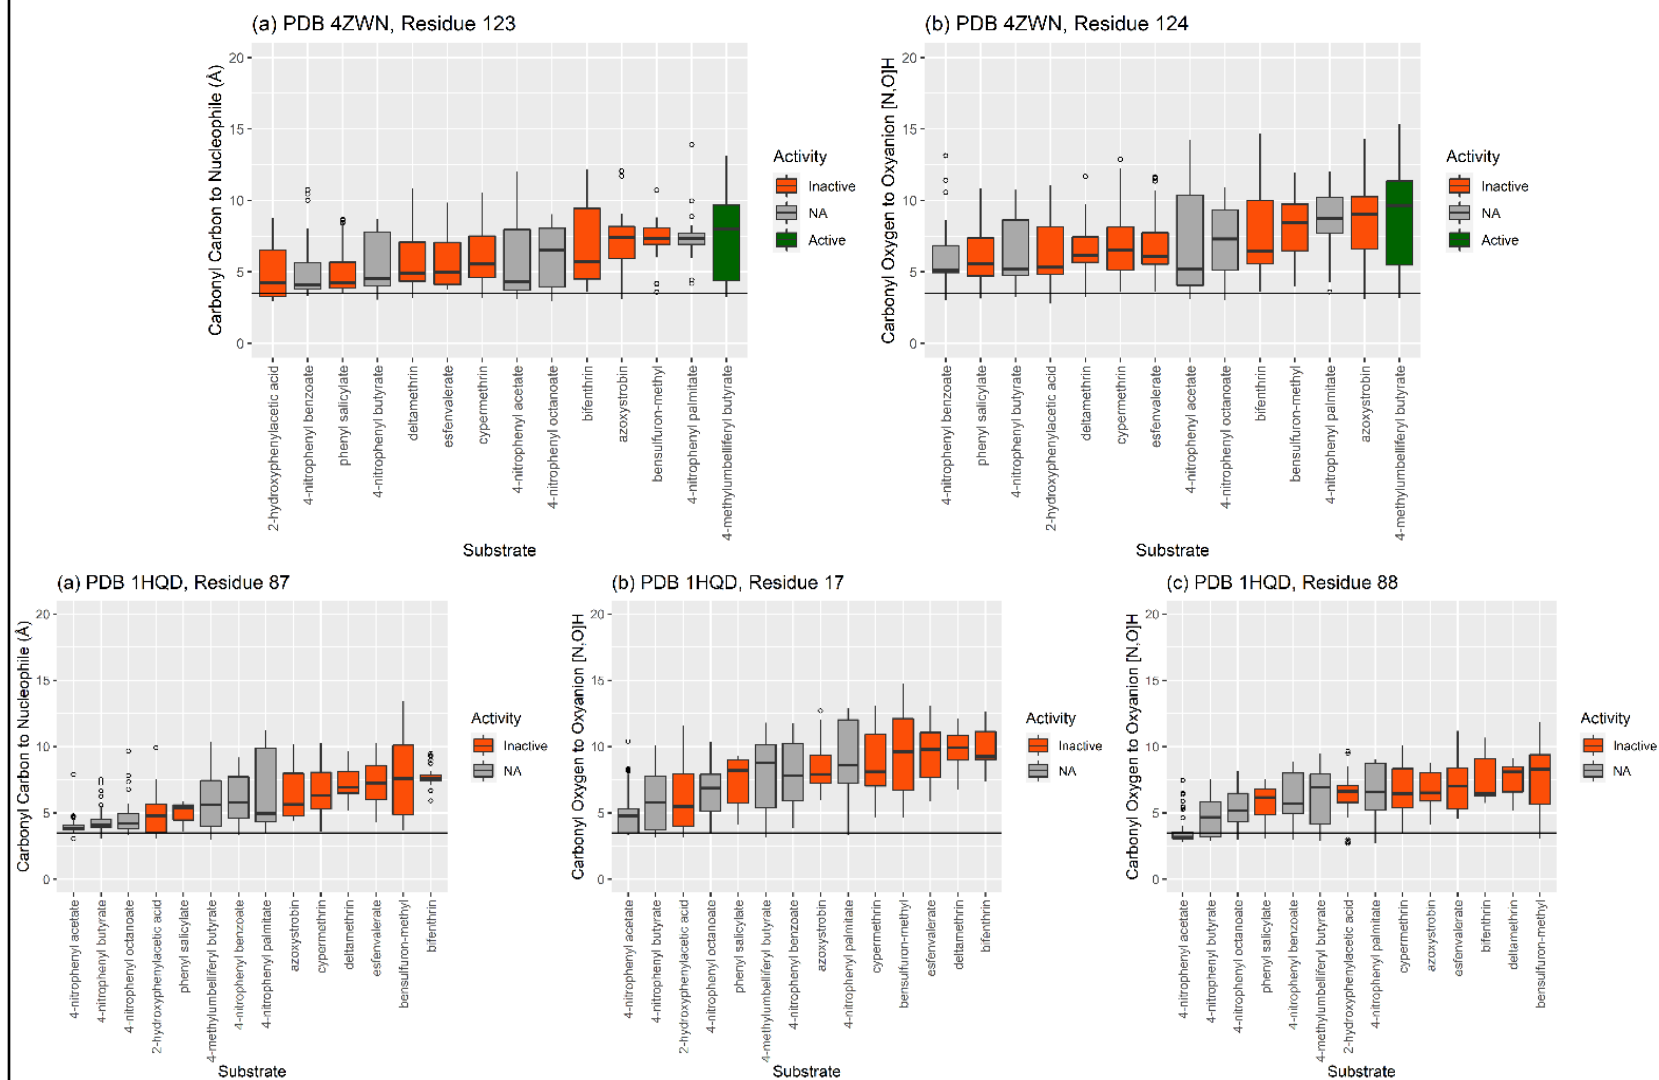 (a) PDB 4ZWN, Residue 123
Carbonyl Carbon to Nucleophile (Å)
20
15
10
5
0
2-hydroxyphenylacetic acid
4-nitrophenyl benzoate
phenyl salicylate
4-nitrophenyl butyrate
deltamethrin
esfenvalerate
cypermethrin
4-nitrophenyl acetate
4-nitrophenyl octanoate
bifenthrin
azoxystrobin
bensulfuron-methyl
4-nitrophenyl palmitate
4-methylumbelliferyl butyrate
Substrate
Activity
Inactive
NA
Active
(b) PDB 4ZWN, Residue 124
Carbonyl Oxygen to Oxyanion [N,O]H
20
15
10
5
0
4-nitrophenyl benzoate
phenyl salicylate
4-nitrophenyl butyrate
2-hydroxyphenylacetic acid
deltamethrin
cypermethrin
esfenvalerate
4-nitrophenyl acetate
4-nitrophenyl octanoate
bifenthrin
bensulfuron-methyl
4-nitrophenyl palmitate
azoxystrobin
4-methylumbelliferyl butyrate
Substrate
Activity
Inactive
NA
Active
(a) PDB 1HQD, Residue 87
Carbonyl Carbon to Nucleophile (Å)
20
15
10
5
0
4-nitrophenyl acetate
4-nitrophenyl butyrate
4-nitrophenyl octanoate
2-hydroxyphenylacetic acid
phenyl salicylate
4-methylumbelliferyl butyrate
4-nitrophenyl benzoate
4-nitrophenyl palmitate
azoxystrobin
cypermethrin
deltamethrin
esfenvalerate
bensulfuron-methyl
bifenthrin
Substrate
Activity
Inactive
NA
(b) PDB 1HQD, Residue 17
Carbonyl Oxygen to Oxyanion [N,O]H
20
15
10
5
0
4-nitrophenyl acetate
4-nitrophenyl butyrate
2-hydroxyphenylacetic acid
4-nitrophenyl octanoate
phenyl salicylate
4-methylumbelliferyl butyrate
4-nitrophenyl benzoate
azoxystrobin
4-nitrophenyl palmitate
cypermethrin
bensulfuron-methyl
esfenvalerate
deltamethrin
bifenthrin
Substrate
Activity
Inactive
NA
(c) PDB 1HQD, Residue 88
Carbonyl Oxygen to Oxyanion [N,O]H
20
15
10
5
0
4-nitrophenyl acetate
4-nitrophenyl butyrate
4-nitrophenyl octanoate
phenyl salicylate
4-nitrophenyl benzoate
4-methylumbelliferyl butyrate
2-hydroxyphenylacetic acid
4-nitrophenyl palmitate
cypermethrin
azoxystrobin
esfenvalerate
bifenthrin
deltamethrin
bensulfuron-methyl
Substrate
Activity
Inactive
NA